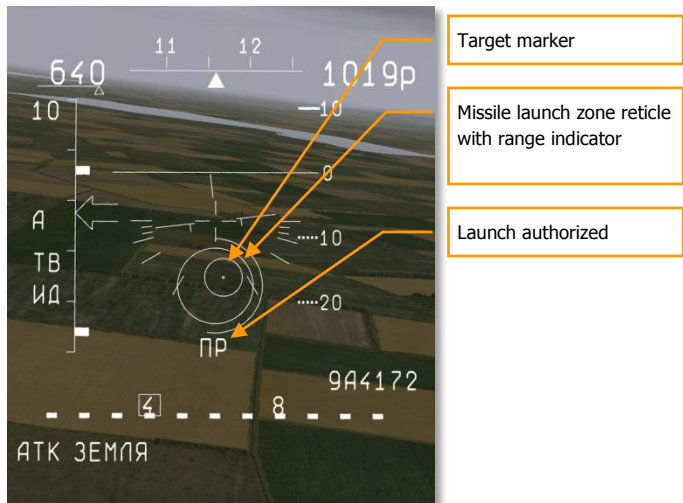 11 12
640
1019р
10
10
0
А
10
ТВ
ИД
20
ПР
9А4172
4 8
АТК ЗЕМЛЯ
Target marker
Missile launch zone reticle
with range indicator
Launch authorized